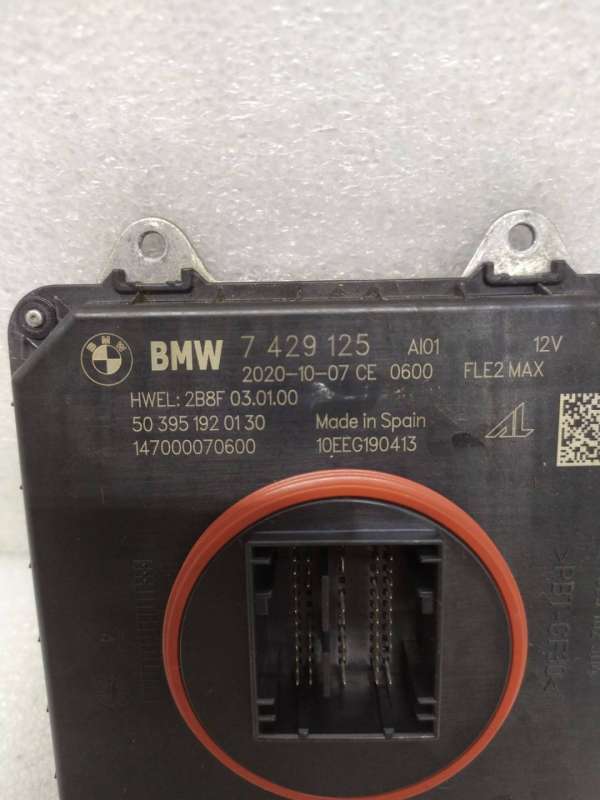 BMW 7 429 125 AI01 12V
2020-10-07 CE 0600 FLE2 MAX
HWEL: 2B8F 03.01.00
50 395 192 01 30 Made in Spain
147000070600 10EEG190413